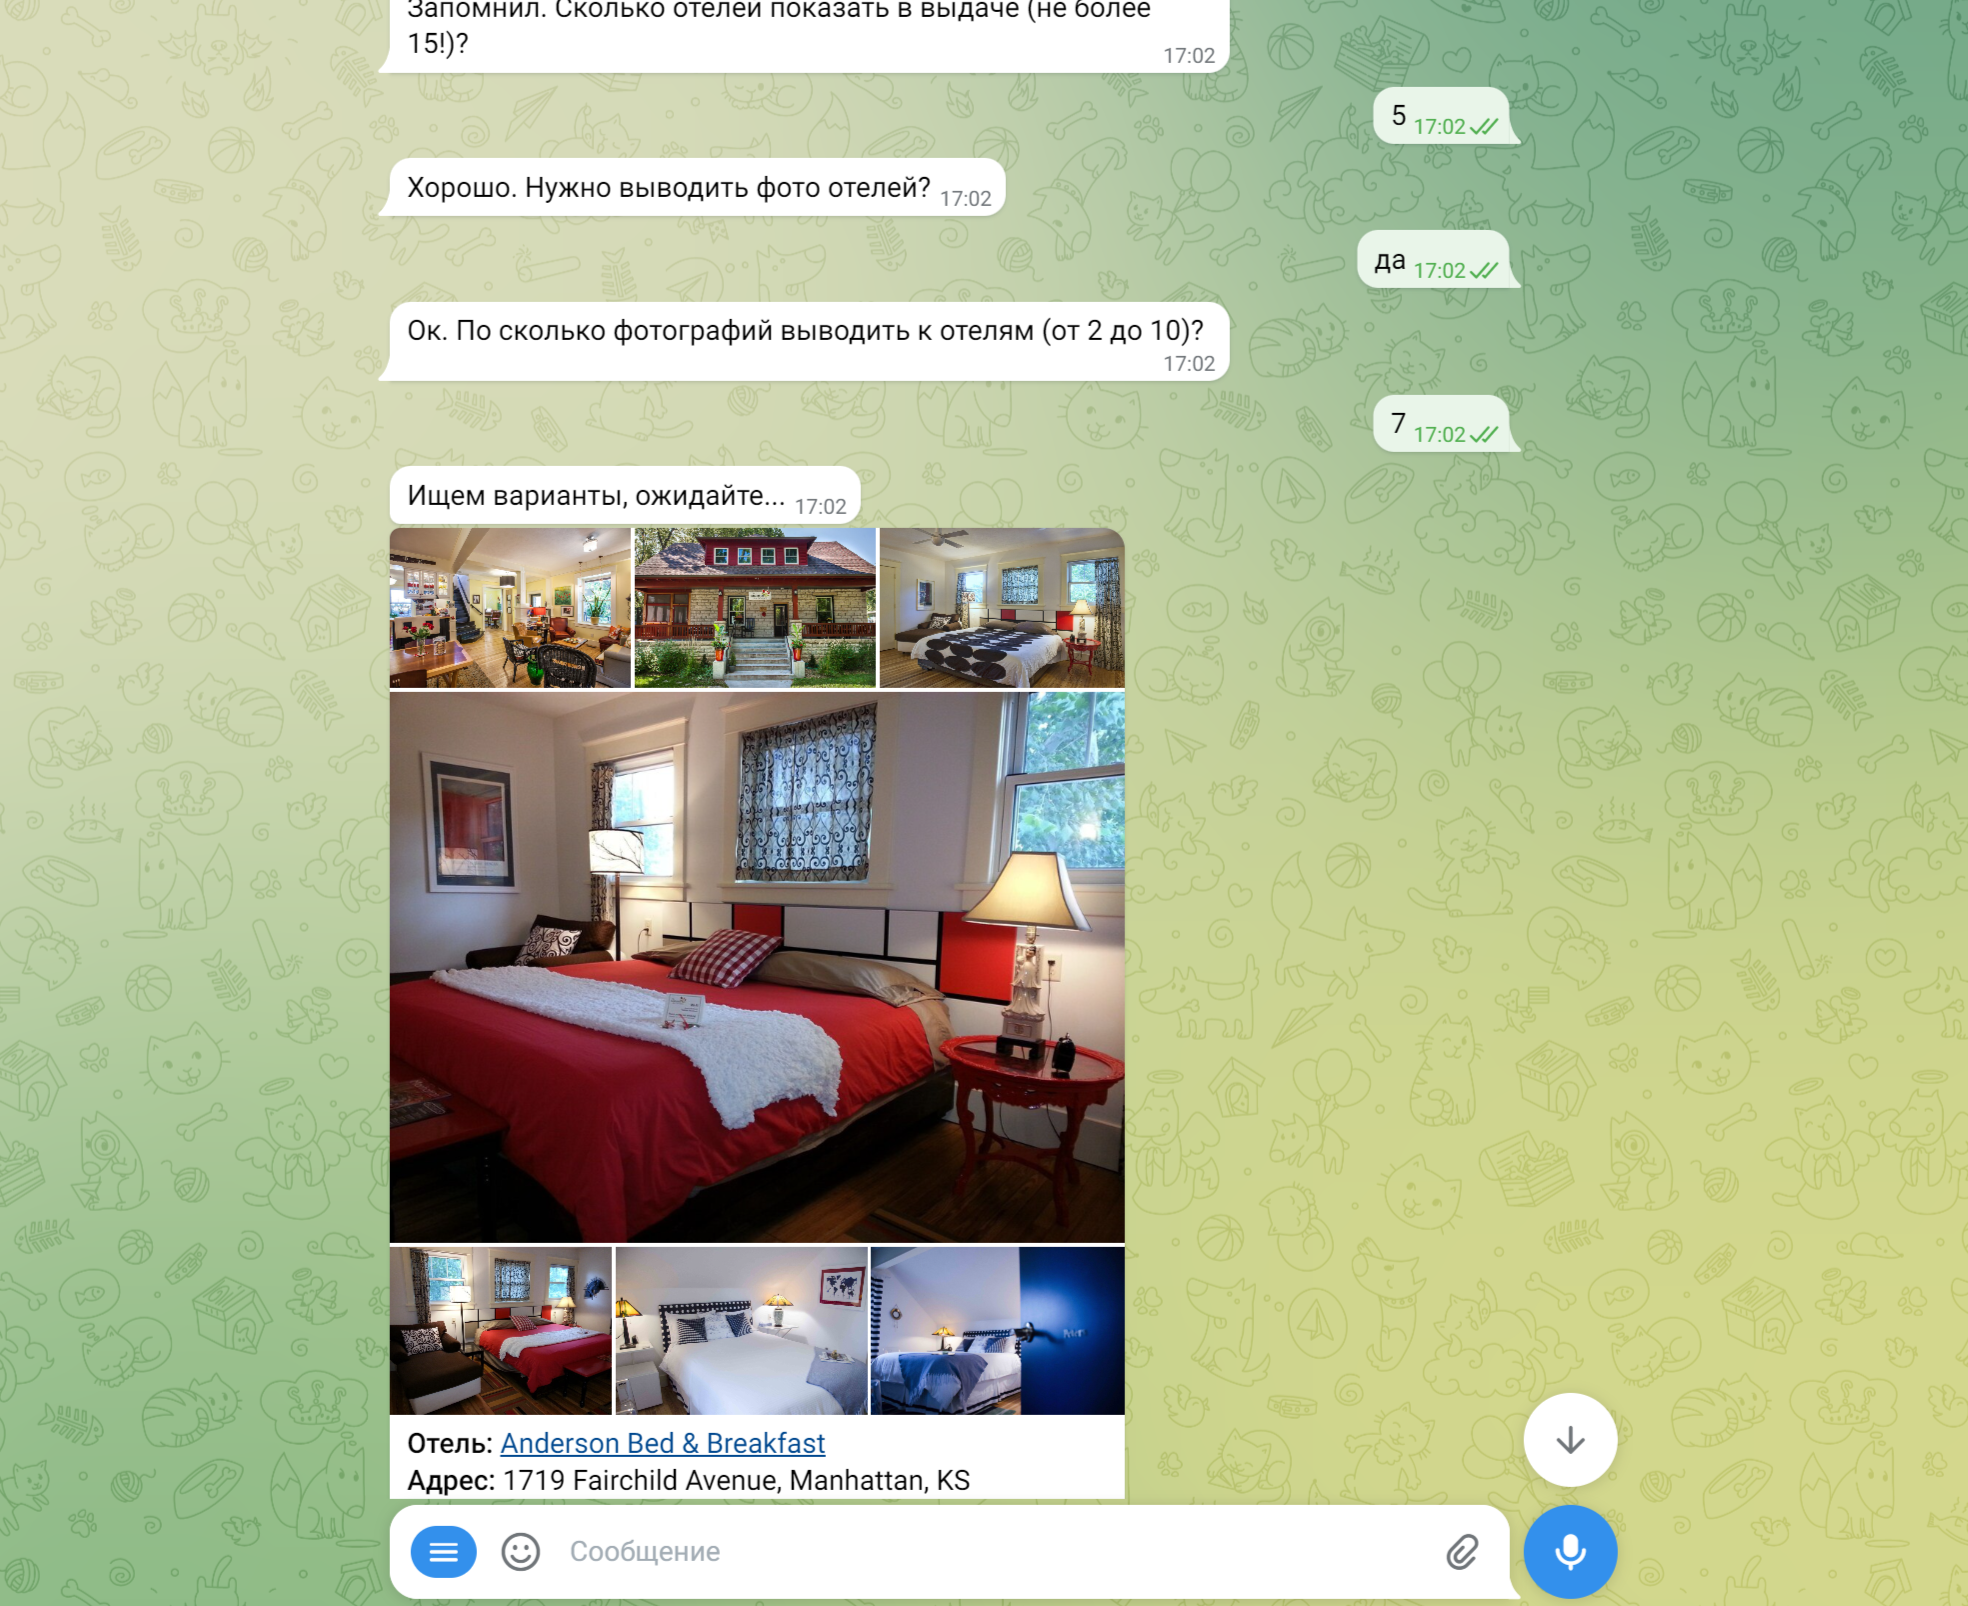 Запомнил. Сколько отелей показать в выдаче (не более
15!)?
17:02
5 17:02
Хорошо. Нужно выводить фото отелей? 17:02
да 17:02
Ок. По сколько фотографий выводить к отелям (от 2 до 10)?
17:02
7 17:02
Ищем варианты, ожидайте... 17:02
Отель: Anderson Bed & Breakfast
Адрес: 1719 Fairchild Avenue, Manhattan, KS
Сообщение